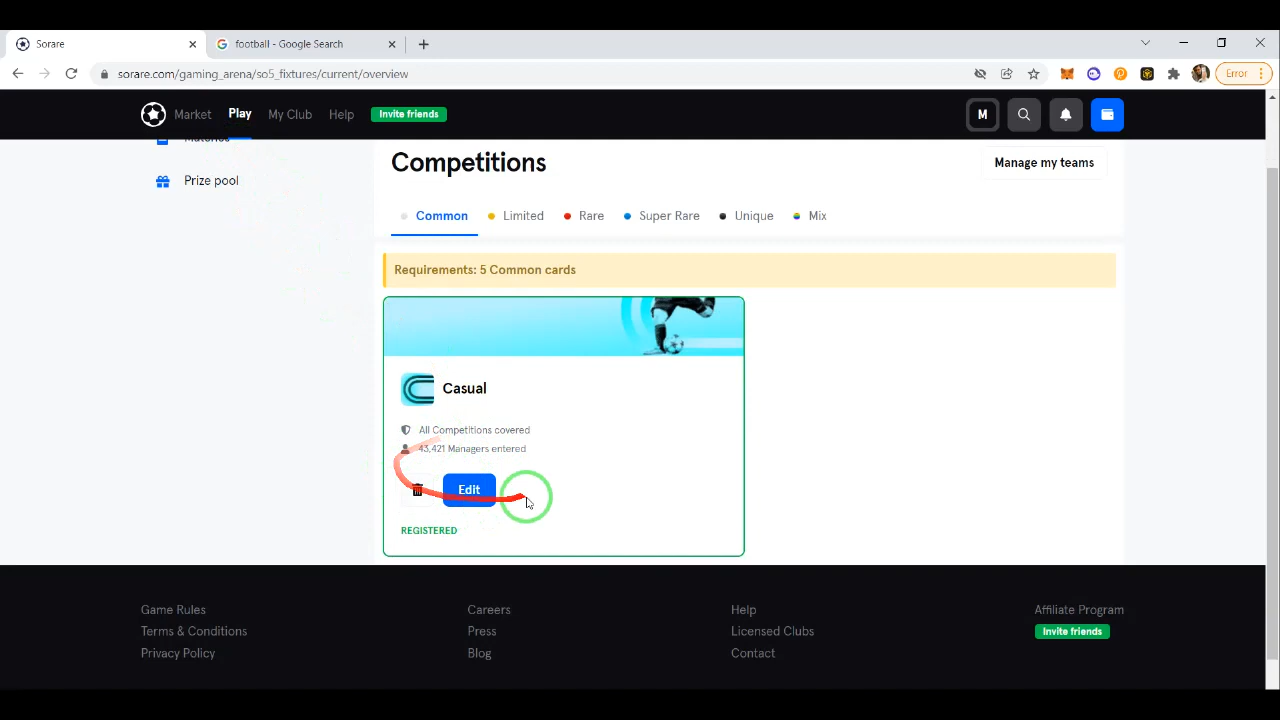 Sorare
football - Google Search
sorare.com/gaming_arena/so5_fixtures/current/overview
Error
Market
Play
My Club
Help
Invite friends
M
Matches
Prize pool
Competitions
Manage my teams
Common
Limited
Rare
Super Rare
Unique
Mix
Requirements: 5 Common cards
Casual
All Competitions covered
43,421 Managers entered
Edit
REGISTERED
Game Rules
Careers
Help
Affiliate Program
Terms & Conditions
Press
Licensed Clubs
Invite friends
Privacy Policy
Blog
Contact